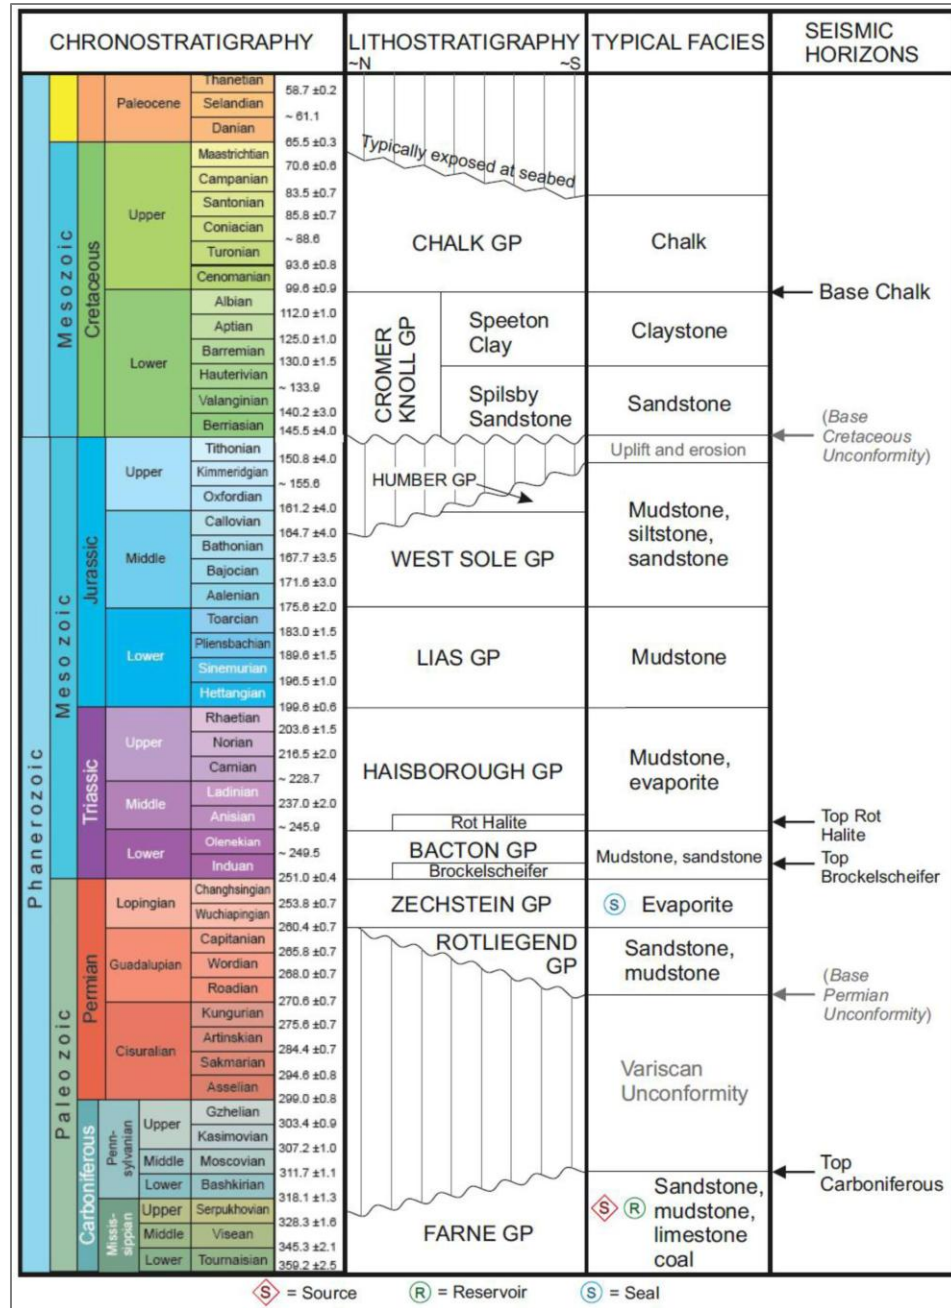 CHRONOSTRATIGRAPHY
LITHOSTRATIGRAPHY
~N ~S
TYPICAL FACIES
SEISMIC
HORIZONS
Phanerozoic
Mesozoic
Mesozoic
Paleozoic
Cretaceous
Jurassic
Triassic
Permian
Carboniferous
Penn-
sylvanian
Missis-
sippian
Paleocene
Upper
Lower
Upper
Middle
Lower
Upper
Middle
Lower
Lopingian
Guadalupian
Cisuralian
Upper
Middle
Lower
Upper
Middle
Lower
Thanetian
Selandian
Danian
Maastrichtian
Campanian
Santonian
Coniacian
Turonian
Cenomanian
Albian
Aptian
Barremian
Hauterivian
Valanginian
Berriasian
Tithonian
Kimmeridgian
Oxfordian
Callovian
Bathonian
Bajocian
Aalenian
Toarcian
Pliensbachian
Sinemurian
Hettangian
Rhaetian
Norian
Carnian
Ladinian
Anisian
Olenekian
Induan
Changhsingian
Wuchiapingian
Capitanian
Wordian
Roadian
Kungurian
Artinskian
Sakmarian
Asselian
Gzhelian
Kasimovian
Moscovian
Bashkirian
Serpukhovian
Visean
Tournaisian
58.7 ±0.2
~ 61.1
65.5 ±0.3
70.6 ±0.6
83.5 ±0.7
85.8 ±0.7
~ 88.6
93.6 ±0.8
99.6 ±0.9
112.0 ±1.0
125.0 ±1.0
130.0 ±1.5
~ 133.9
140.2 ±3.0
145.5 ±4.0
150.8 ±4.0
~ 155.6
161.2 ±4.0
164.7 ±4.0
167.7 ±3.5
171.6 ±3.0
175.6 ±2.0
183.0 ±1.5
189.6 ±1.5
196.5 ±1.0
199.6 ±0.6
203.6 ±1.5
216.5 ±2.0
~ 228.7
237.0 ±2.0
~ 245.9
~ 249.5
251.0 ±0.4
253.8 ±0.7
260.4 ±0.7
265.8 ±0.7
268.0 ±0.7
270.6 ±0.7
275.6 ±0.7
284.4 ±0.7
294.6 ±0.8
299.0 ±0.8
303.4 ±0.9
307.2 ±1.0
311.7 ±1.1
318.1 ±1.3
328.3 ±1.6
345.3 ±2.1
359.2 ±2.5
Typically exposed at seabed
CHALK GP
CROMER
KNOLL GP
Speeton
Clay
Spilsby
Sandstone
HUMBER GP
WEST SOLE GP
LIAS GP
HAISBOROUGH GP
Rot Halite
BACTON GP
Brockelscheifer
ZECHSTEIN GP
ROTLIEGEND
GP
FARNE GP
Chalk
Claystone
Sandstone
Uplift and erosion
Mudstone,
siltstone,
sandstone
Mudstone
Mudstone,
evaporite
Mudstone, sandstone
S Evaporite
Sandstone,
mudstone
Variscan
Unconformity
S R Sandstone,
mudstone,
limestone
coal
Base Chalk
(Base
Cretaceous
Unconformity)
Top Rot
Halite
Top
Brockelscheifer
(Base
Permian
Unconformity)
Top
Carboniferous
S = Source R = Reservoir S = Seal